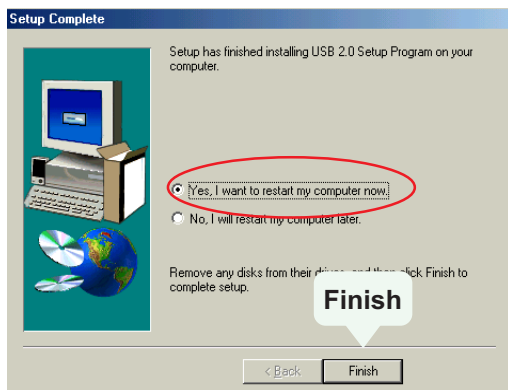 Setup Complete
Setup has finished installing USB 2.0 Setup Program on your
computer.
Yes, I want to restart my computer now.
No, I will restart my computer later.
Remove any disks from their drives, and then click Finish to
complete setup.
Finish
< Back
Finish